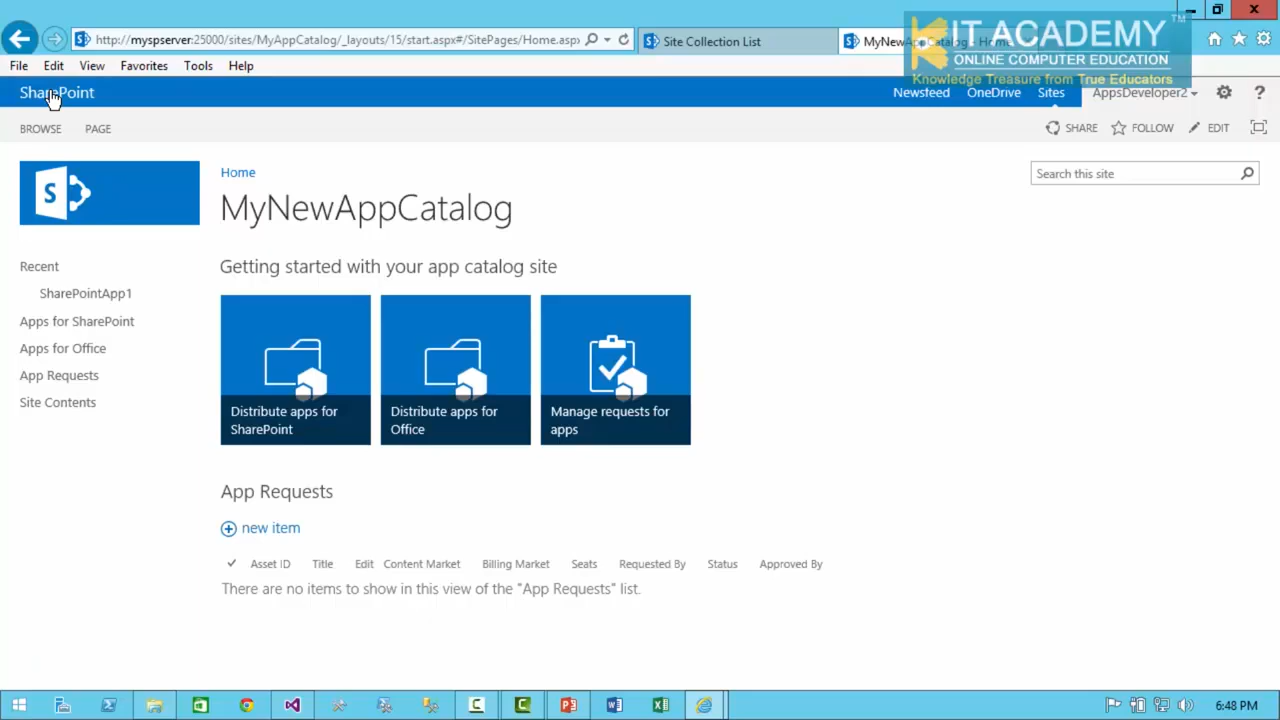 http://myspserver:25000/sites/MyAppCatalog/_layouts/15/start.aspx#/SitePages/Home.aspx
Site Collection List
MyNewAppCatalog - Home
KIT ACADEMY TM
ONLINE COMPUTER EDUCATION
Knowledge Treasure from True Educators
File Edit View Favorites Tools Help
SharePoint
Newsfeed OneDrive Sites AppsDeveloper2 ?
BROWSE PAGE
SHARE FOLLOW EDIT
S
Home
Search this site
MyNewAppCatalog
Recent
Getting started with your app catalog site
SharePointApp1
Apps for SharePoint
Apps for Office
App Requests
Site Contents
Distribute apps for
SharePoint
Distribute apps for
Office
Manage requests for
apps
App Requests
new item
Asset ID Title Edit Content Market Billing Market Seats Requested By Status Approved By
There are no items to show in this view of the "App Requests" list.
6:48 PM